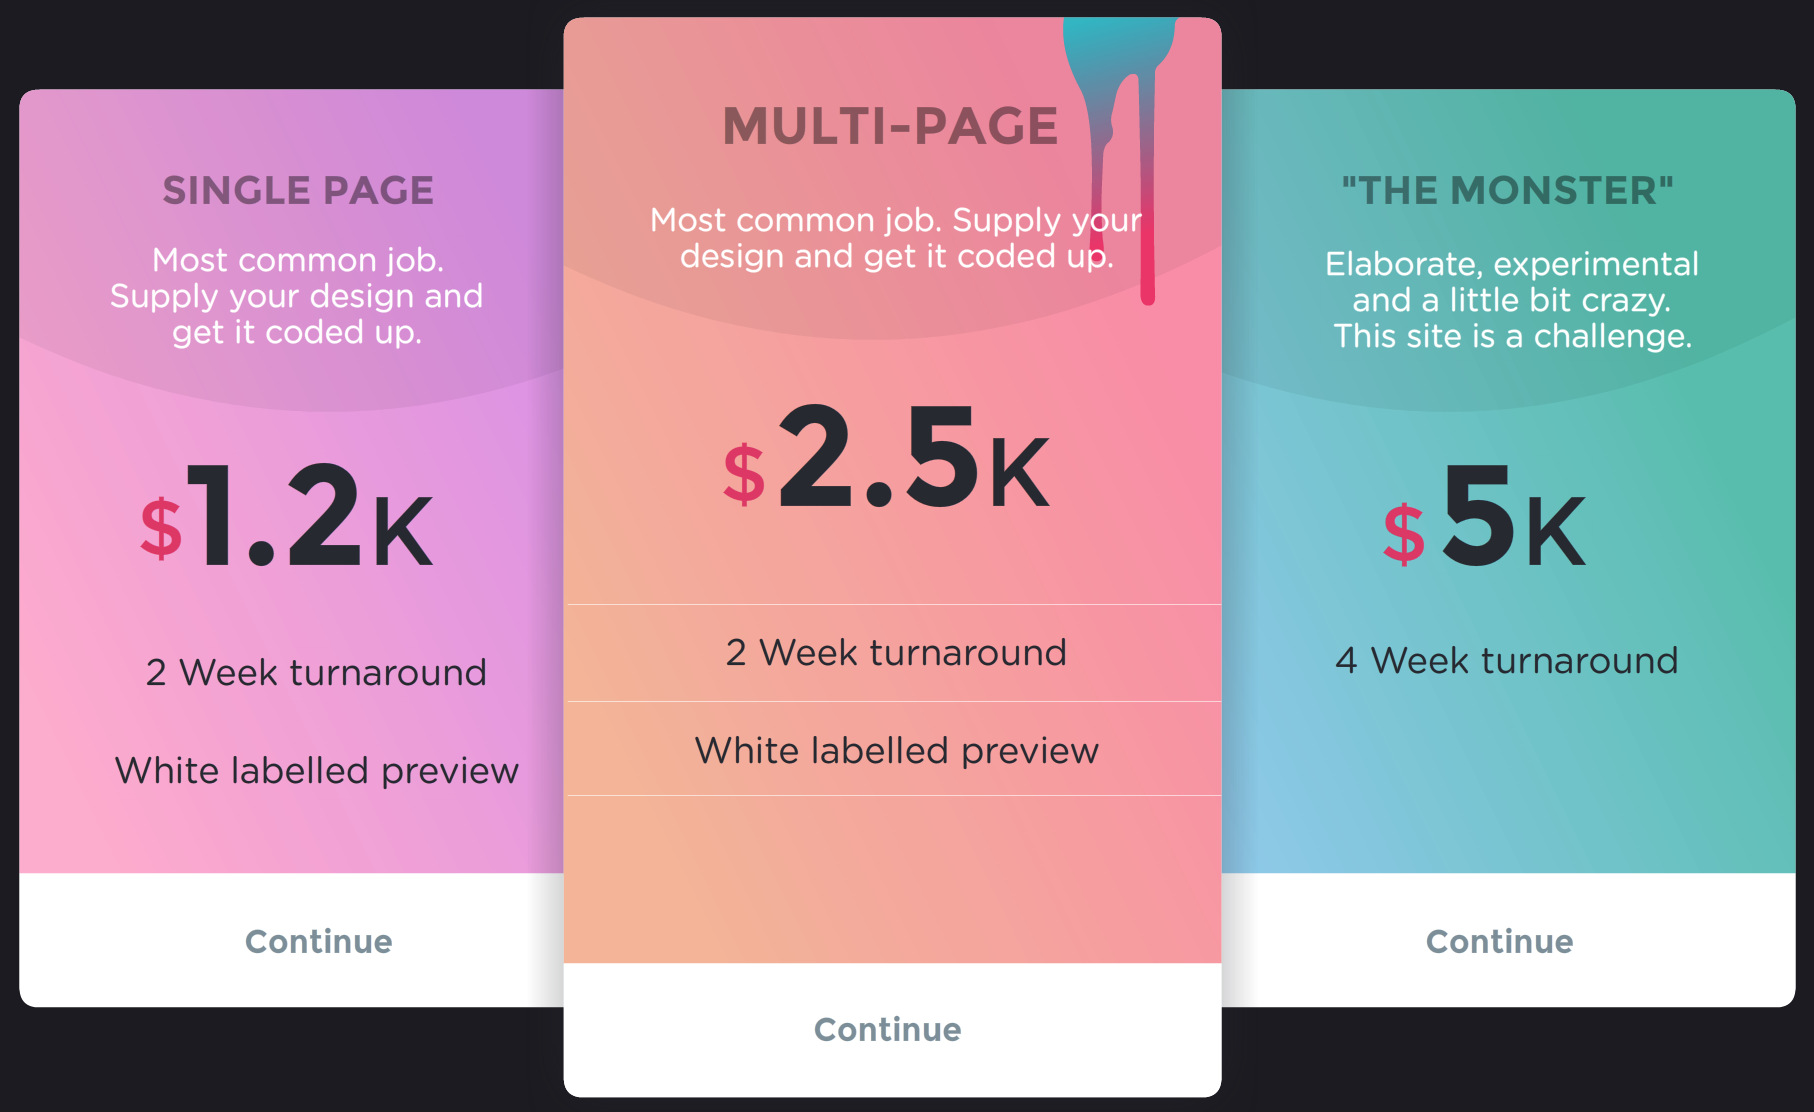 SINGLE PAGE
Most common job.
Supply your design and
get it coded up.
$1.2K
2 Week turnaround
White labelled preview
Continue
MULTI-PAGE
Most common job. Supply your
design and get it coded up.
$2.5K
2 Week turnaround
White labelled preview
Continue
"THE MONSTER"
Elaborate, experimental
and a little bit crazy.
This site is a challenge.
$5K
4 Week turnaround
Continue